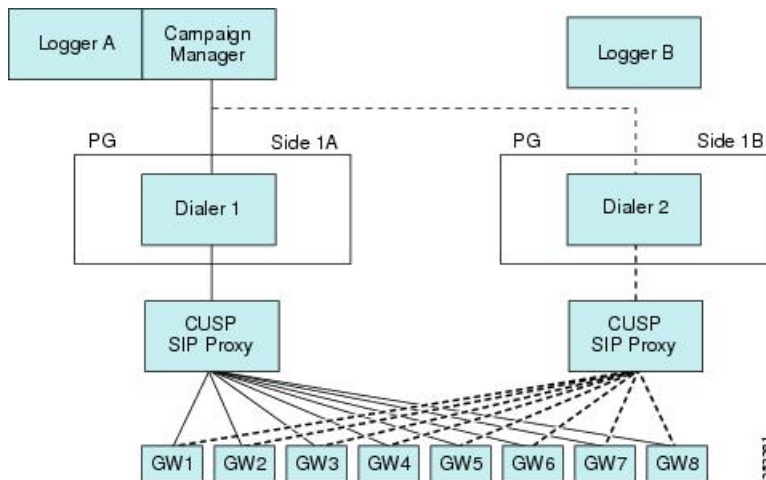 Logger A
Campaign
Manager
Logger B
PG
Side 1A
PG
Side 1B
Dialer 1
Dialer 2
CUSP
SIP Proxy
CUSP
SIP Proxy
GW1
GW2
GW3
GW4
GW5
GW6
GW7
GW8